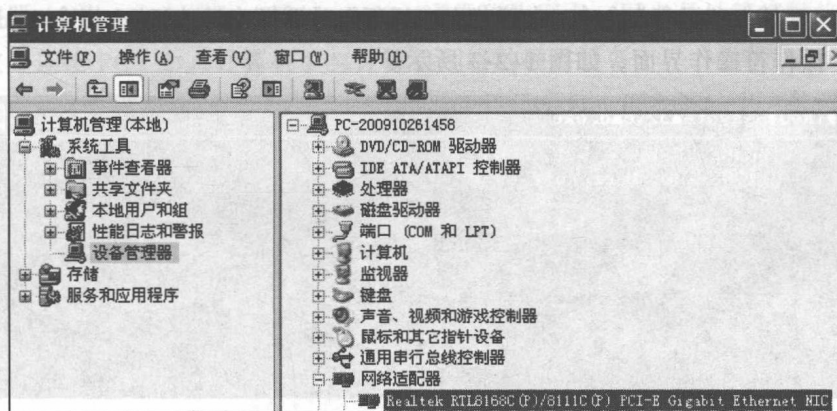 计算机管理
文件(F) 操作(A) 查看(V) 窗口(W) 帮助(H)
计算机管理(本地)
系统工具
事件查看器
共享文件夹
本地用户和组
性能日志和警报
设备管理器
存储
服务和应用程序
PC-200910261458
DVD/CD-ROM 驱动器
IDE ATA/ATAPI 控制器
处理器
磁盘驱动器
端口 (COM 和 LPT)
计算机
监视器
键盘
声音、视频和游戏控制器
鼠标和其它指针设备
通用串行总线控制器
网络适配器
Realtek RTL8168C(P)/8111C(P) PCI-E Gigabit Ethernet NIC